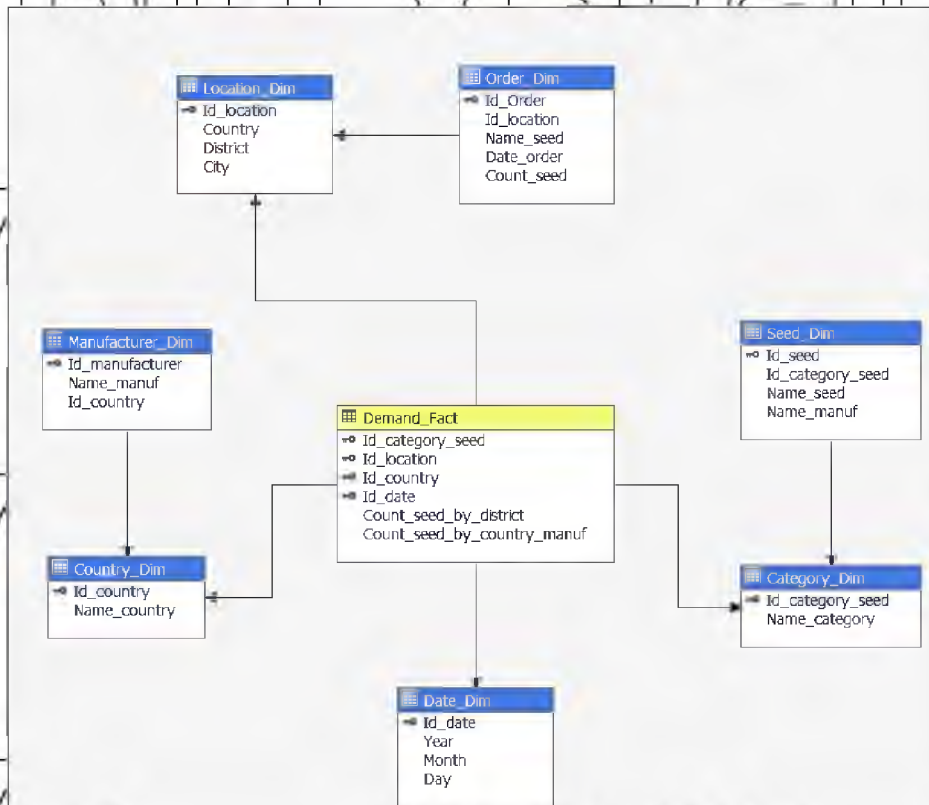 Location_Dim
Id_location
Country
District
City
Order_Dim
Id_Order
Id_location
Name_seed
Date_order
Count_seed
Manufacturer_Dim
Id_manufacturer
Name_manuf
Id_country
Seed_Dim
Id_seed
Id_category_seed
Name_seed
Name_manuf
Demand_Fact
Id_category_seed
Id_location
Id_country
Id_date
Count_seed_by_district
Count_seed_by_country_manuf
Country_Dim
Id_country
Name_country
Category_Dim
Id_category_seed
Name_category
Date_Dim
Id_date
Year
Month
Day